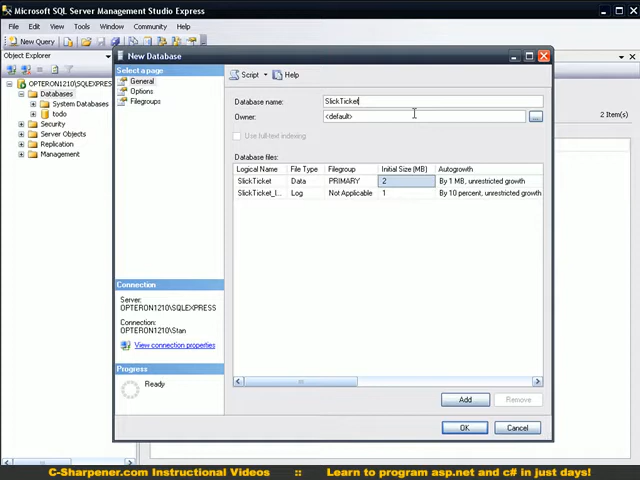 Microsoft SQL Server Management Studio Express
File Edit View Tools Window Community Help
New Query
Object Explorer
OPTERON1210\SQLEXPRESS
Databases
System Databases
todo
Security
Server Objects
Replication
Management
2 Item(s)
New Database
Select a page
General
Options
Filegroups
Script Help
Database name: SlickTicket
Owner: <default> ...
Use full-text indexing
Database files:
Logical Name File Type Filegroup Initial Size (MB) Autogrowth
SlickTicket Data PRIMARY 2 By 1 MB, unrestricted growth
SlickTicket_l... Log Not Applicable 1 By 10 percent, unrestricted growth
Connection
Server:
OPTERON1210\SQLEXPRESS
Connection:
OPTERON1210\Stan
View connection properties
Progress
Ready
Add Remove
OK Cancel
C-Sharpener.com Instructional Videos :: Learn to program asp.net and c# in just days!